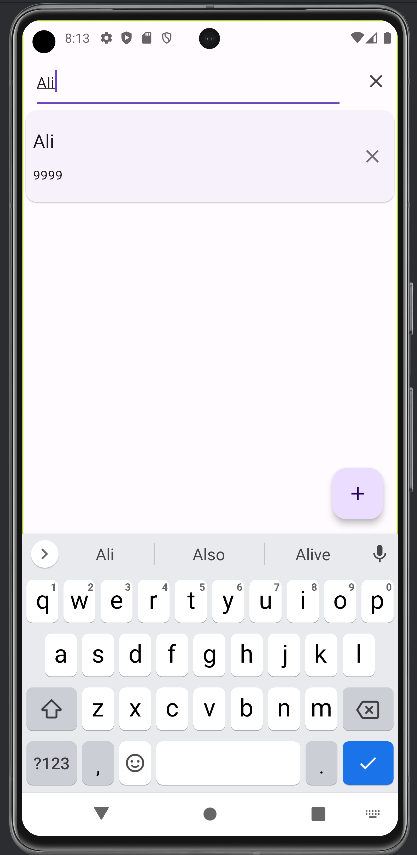 8:13
Ali
Ali
9999
+
Ali Also Alive
q1 w2 e3 r4 t5 y6 u7 i8 o9 p0
a s d f g h j k l
z x c v b n m
?123 , .